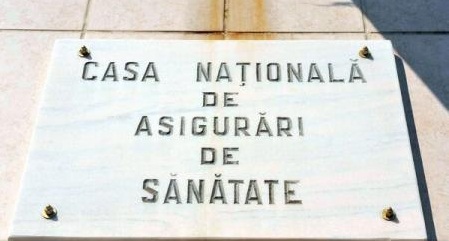 CASA NAȚIONALĂ
DE
ASIGURĂRI
DE
SĂNĂTATE